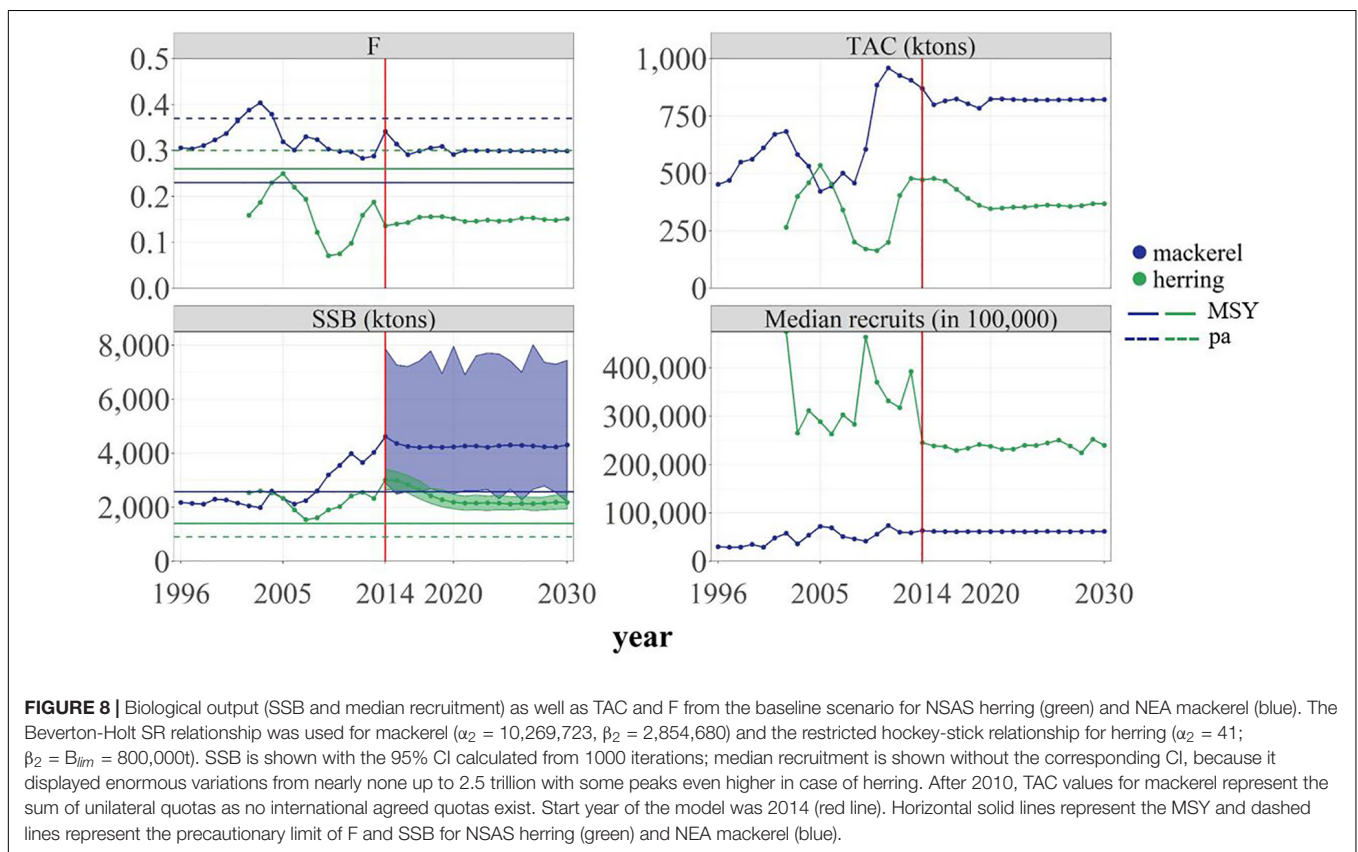 F
0.5
0.4
0.3
0.2
0.1
0.0
TAC (ktons)
1,000
750
500
250
0
SSB (ktons)
8,000
6,000
4,000
2,000
0
1996 2005 2014 2020 2030
Median recruits (in 100,000)
400,000
300,000
200,000
100,000
0
1996 2005 2014 2020 2030
mackerel
herring
MSY
pa
year
FIGURE 8 | Biological output (SSB and median recruitment) as well as TAC and F from the baseline scenario for NSAS herring (green) and NEA mackerel (blue). The
Beverton-Holt SR relationship was used for mackerel (α2 = 10,269,723, β2 = 2,854,680) and the restricted hockey-stick relationship for herring (α2 = 41;
β2 = Blim = 800,000t). SSB is shown with the 95% CI calculated from 1000 iterations; median recruitment is shown without the corresponding CI, because it
displayed enormous variations from nearly none up to 2.5 trillion with some peaks even higher in case of herring. After 2010, TAC values for mackerel represent the
sum of unilateral quotas as no international agreed quotas exist. Start year of the model was 2014 (red line). Horizontal solid lines represent the MSY and dashed
lines represent the precautionary limit of F and SSB for NSAS herring (green) and NEA mackerel (blue).